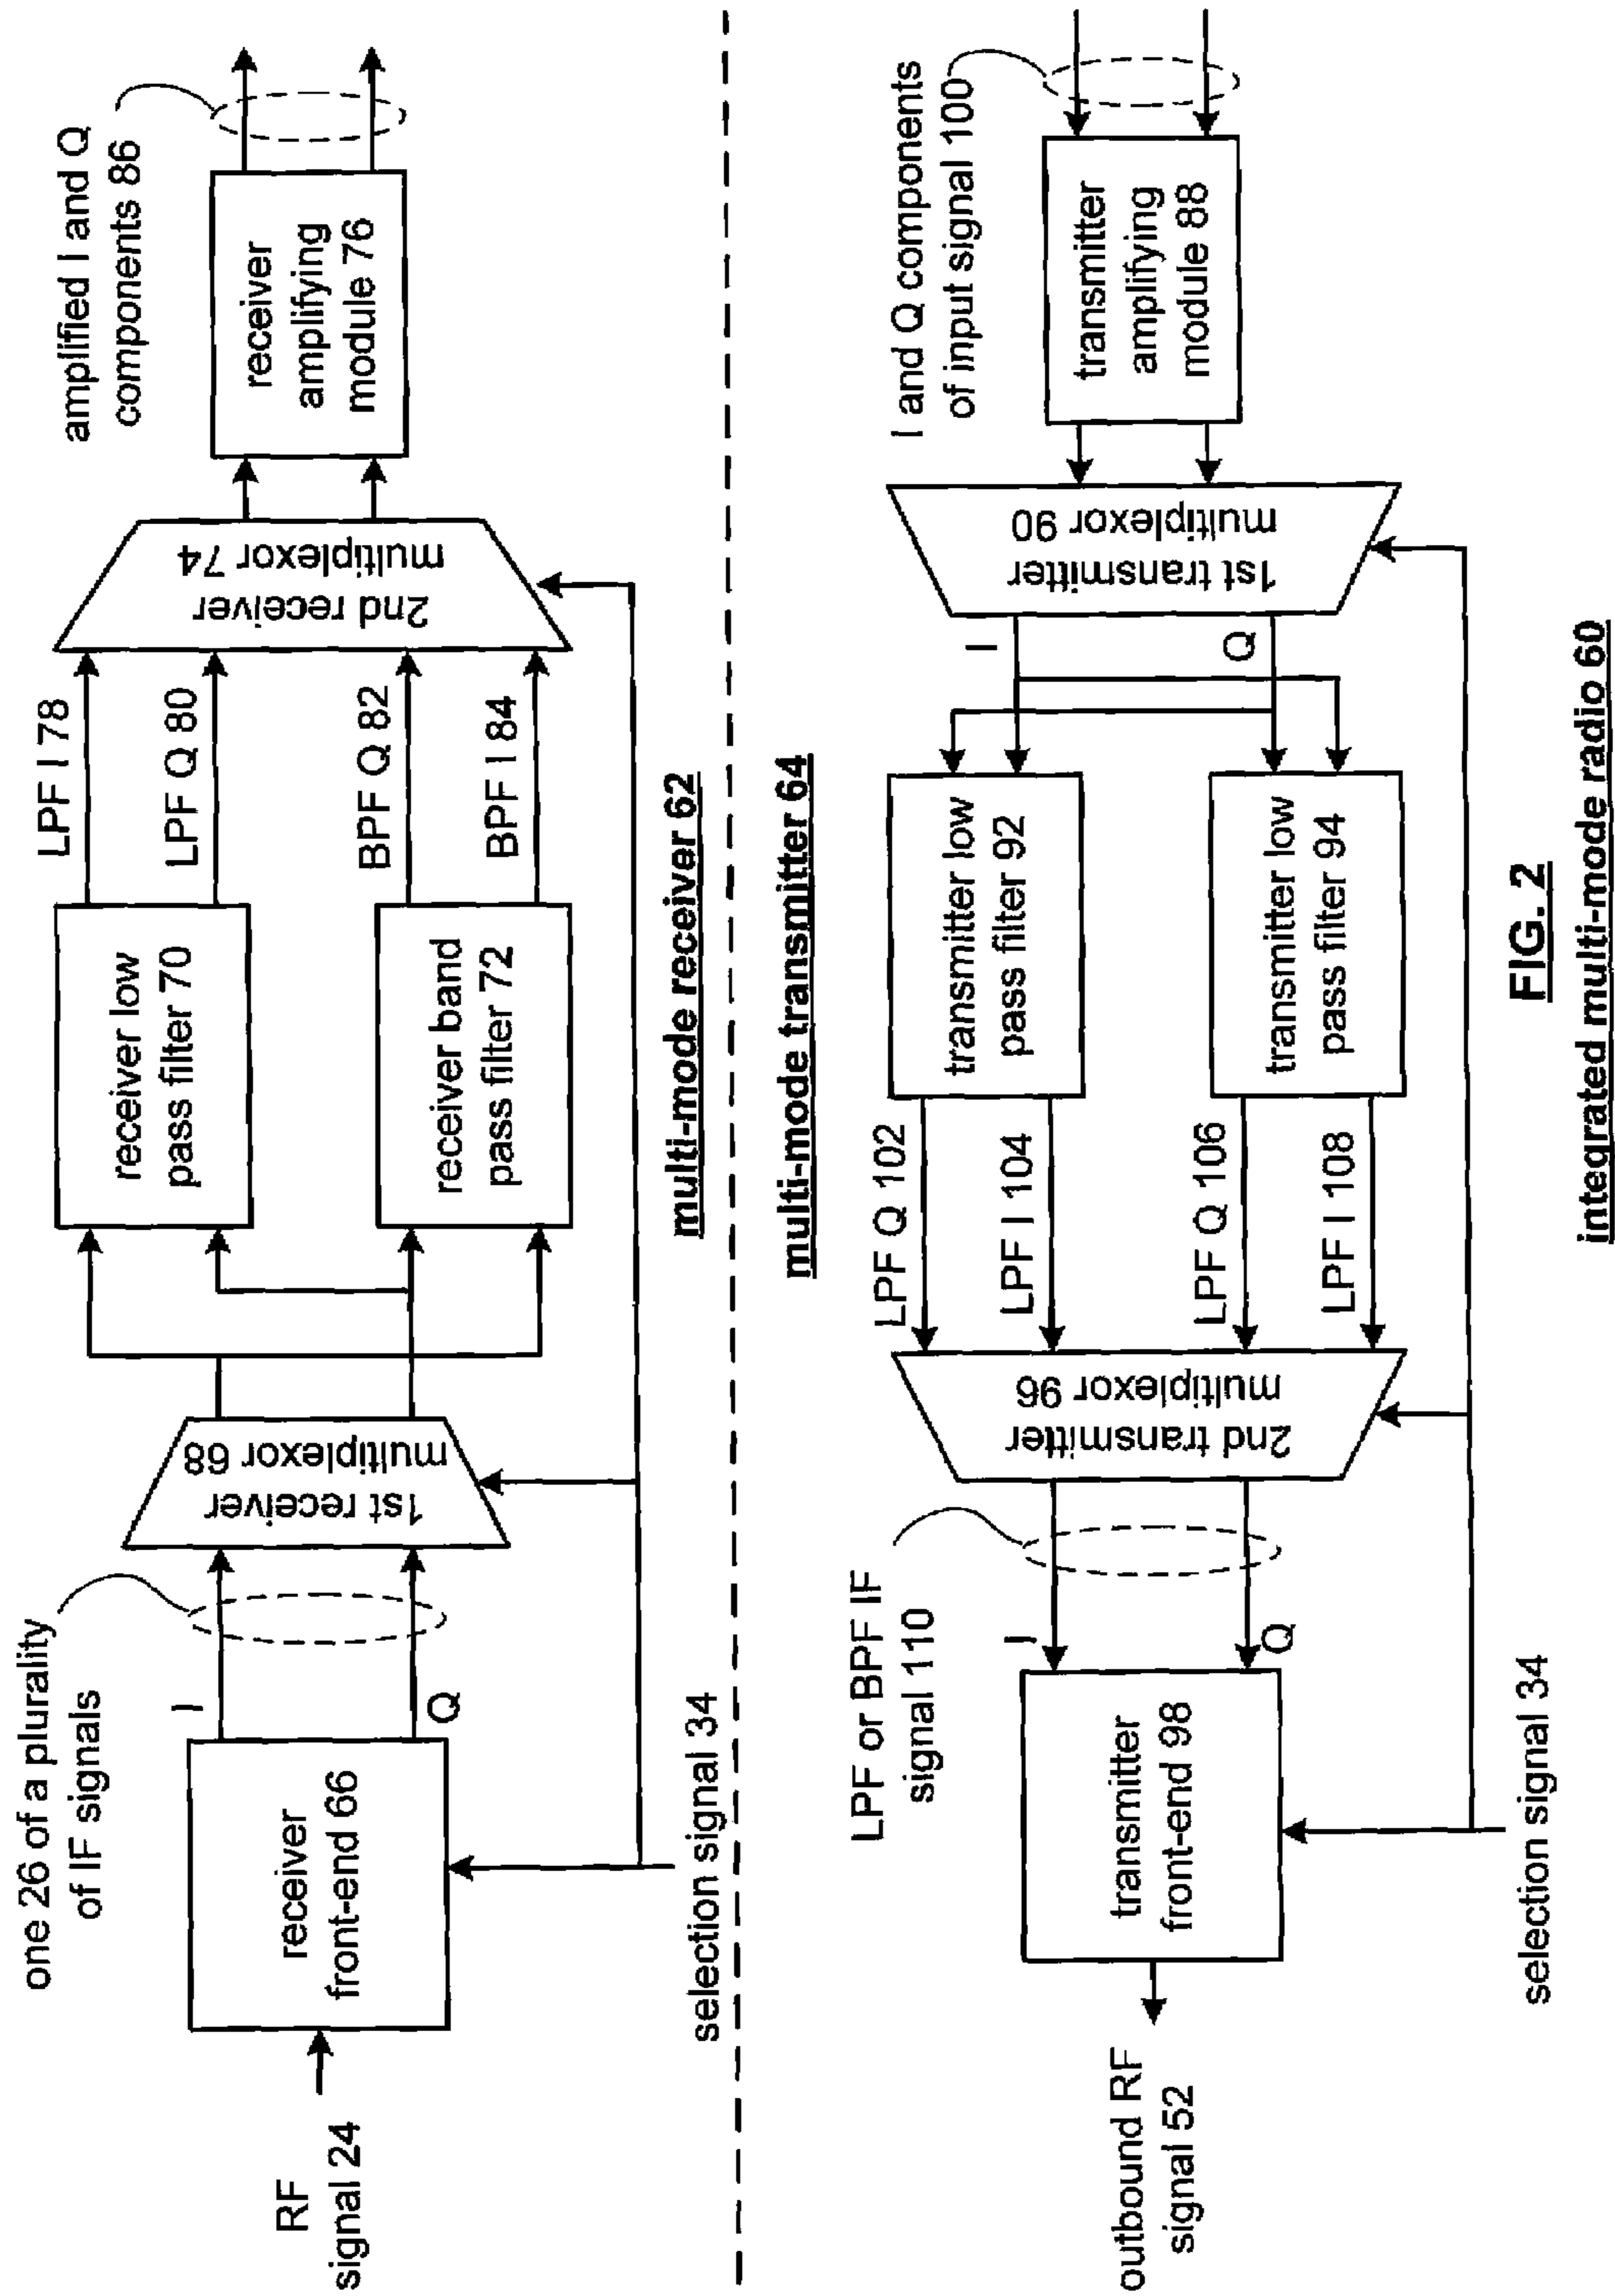 one 26 of a plurality
of IF signals
amplified I and Q
components 86
RF
signal 24
receiver
front-end 66
I
Q
1st receiver
multiplexor 68
receiver low
pass filter 70
receiver band
pass filter 72
LPF I 78
LPF Q 80
BPF Q 82
BPF I 84
2nd receiver
multiplexor 74
receiver
amplifying
module 76
selection signal 34
multi-mode receiver 62
multi-mode transmitter 64
outbound RF
signal 52
transmitter
front-end 98
LPF or BPF IF
signal 110
I
Q
2nd transmitter
multiplexor 96
LPF Q 102
LPF I 104
LPF Q 106
LPF I 108
transmitter low
pass filter 92
transmitter low
pass filter 94
I
Q
1st transmitter
multiplexor 90
transmitter
amplifying
module 88
I and Q components
of input signal 100
selection signal 34
FIG. 2
integrated multi-mode radio 60